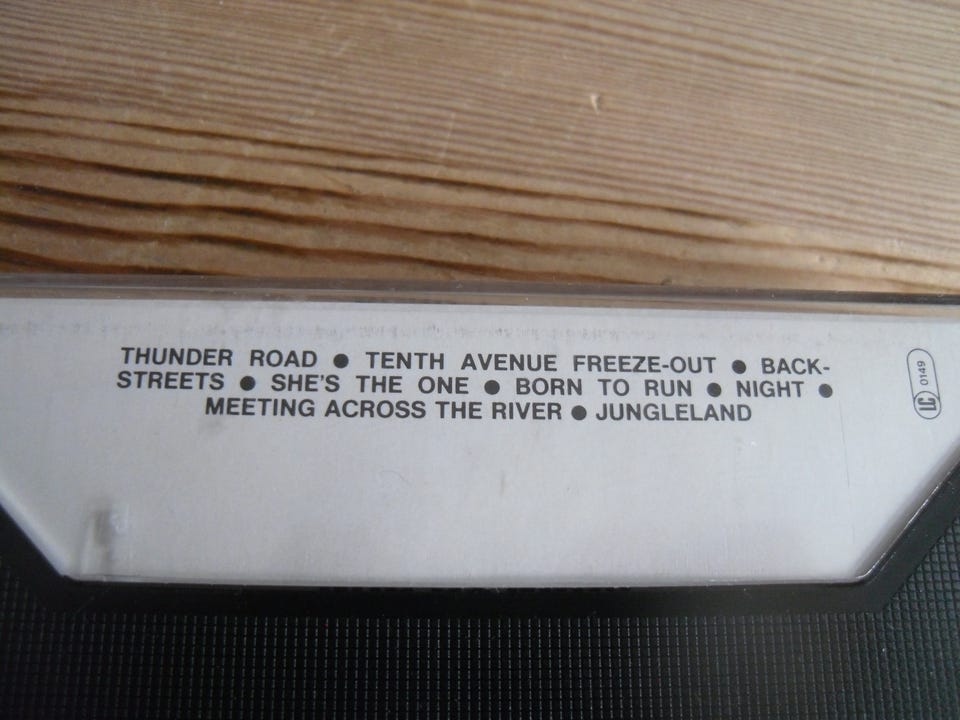 THUNDER ROAD ● TENTH AVENUE FREEZE-OUT ● BACK-
STREETS ● SHE'S THE ONE ● BORN TO RUN ● NIGHT ●
MEETING ACROSS THE RIVER ● JUNGLELAND
LC 0149